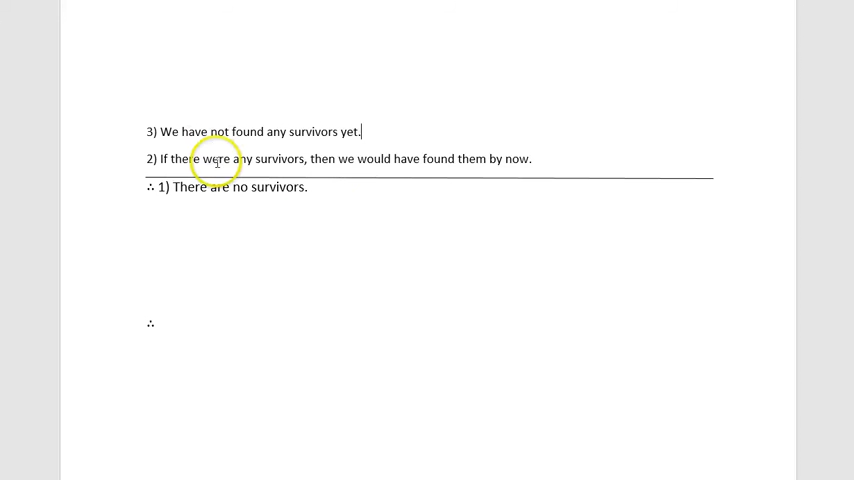 3) We have not found any survivors yet.
2) If there were any survivors, then we would have found them by now.
∴ 1) There are no survivors.
∴